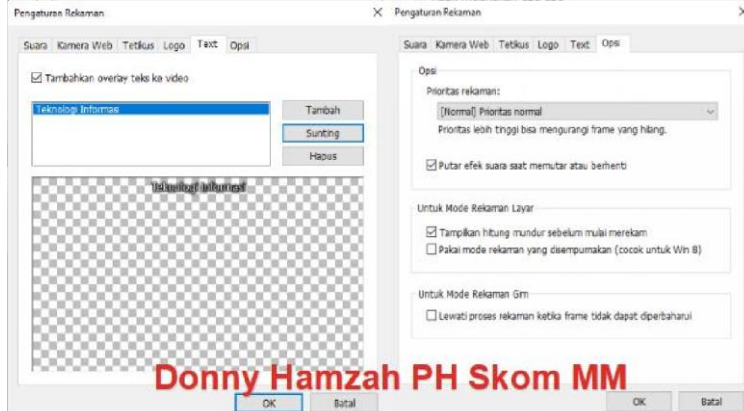 Pengaturan Rekaman
Suara Kamera Web Tetikus Logo Text Opsi
Tambahkan overlay teks ke video
Teknologi Informasi
Tambah
Sunting
Hapus
Teknologi Informasi
OK Batal
Pengaturan Rekaman
Suara Kamera Web Tetikus Logo Text Opsi
Opsi
Prioritas rekaman:
[Normal] Prioritas normal
Prioritas lebih tinggi bisa mengurangi frame yang hilang.
Putar efek suara saat memutar atau berhenti
Untuk Mode Rekaman Layar
Tampilkan hitung mundur sebelum mulai merekam
Pakai mode rekaman yang disempurnakan (cocok untuk Win 8)
Untuk Mode Rekaman Gim
Lewati proses rekaman ketika frame tidak dapat diperbaharui
OK Batal
Donny Hamzah PH Skom MM